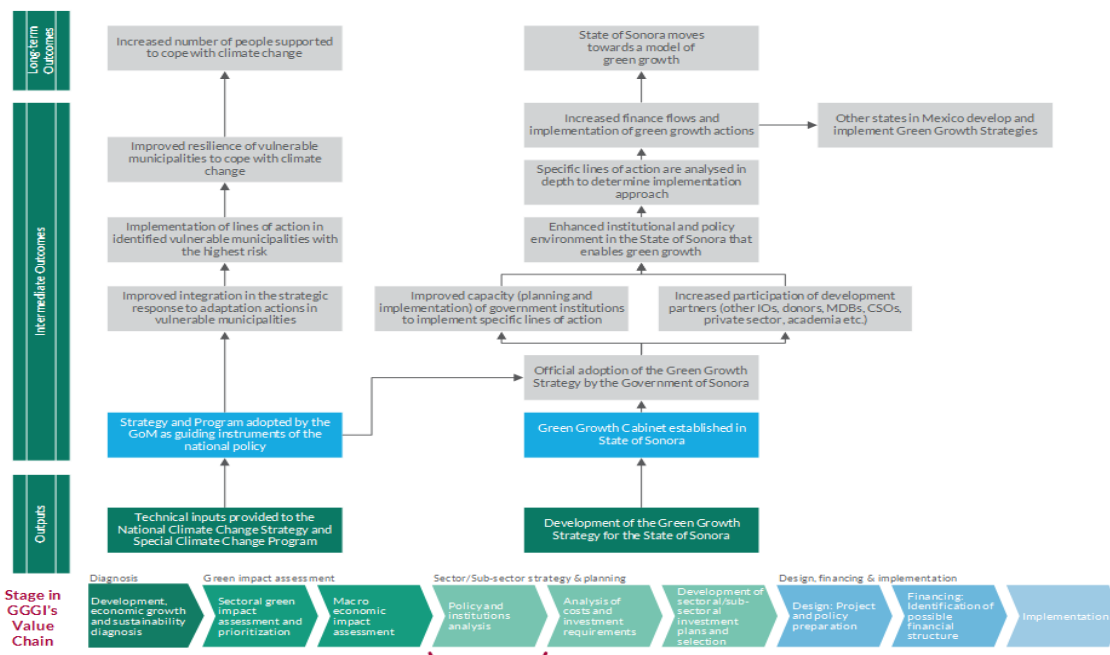 Long-term
Outcomes
Increased number of people supported
to cope with climate change
State of Sonora moves
towards a model of
green growth
Intermediate Outcomes
Increased finance flows and
implementation of green growth actions
Other states in Mexico develop and
implement Green Growth Strategies
Improved resilience of vulnerable
municipalities to cope with climate
change
Specific lines of action are analysed in
depth to determine implementation
approach
Implementation of lines of action in
identified vulnerable municipalities with
the highest risk
Enhanced institutional and policy
environment in the State of Sonora that
enables green growth
Improved integration in the strategic
response to adaptation actions in
vulnerable municipalities
Improved capacity (planning and
implementation) of government institutions
to implement specific lines of action
Increased participation of development
partners (other IOs, donors, MDBs, CSOs,
private sector, academia etc.)
Official adoption of the Green Growth
Strategy by the Government of Sonora
Strategy and Program adopted by the
GoM as guiding instruments of the
national policy
Green Growth Cabinet established in
State of Sonora
Outputs
Technical inputs provided to the
National Climate Change Strategy and
Special Climate Change Program
Development of the Green Growth
Strategy for the State of Sonora
Stage in
GGGI's
Value
Chain
Diagnosis
Development,
economic growth
and sustainability
diagnosis
Green impact assessment
Sectoral green
impact
assessment and
prioritization
Macro
economic
impact
assessment
Sector/Sub-sector strategy & planning
Policy and
institutions
analysis
Analysis of
costs and
investment
requirements
Development of
sectoral/sub-
sectoral
investment
plans and
selection
Design, financing & implementation
Design: Project
and policy
preparation
Financing:
Identification of
possible
financial
structure
Implementation